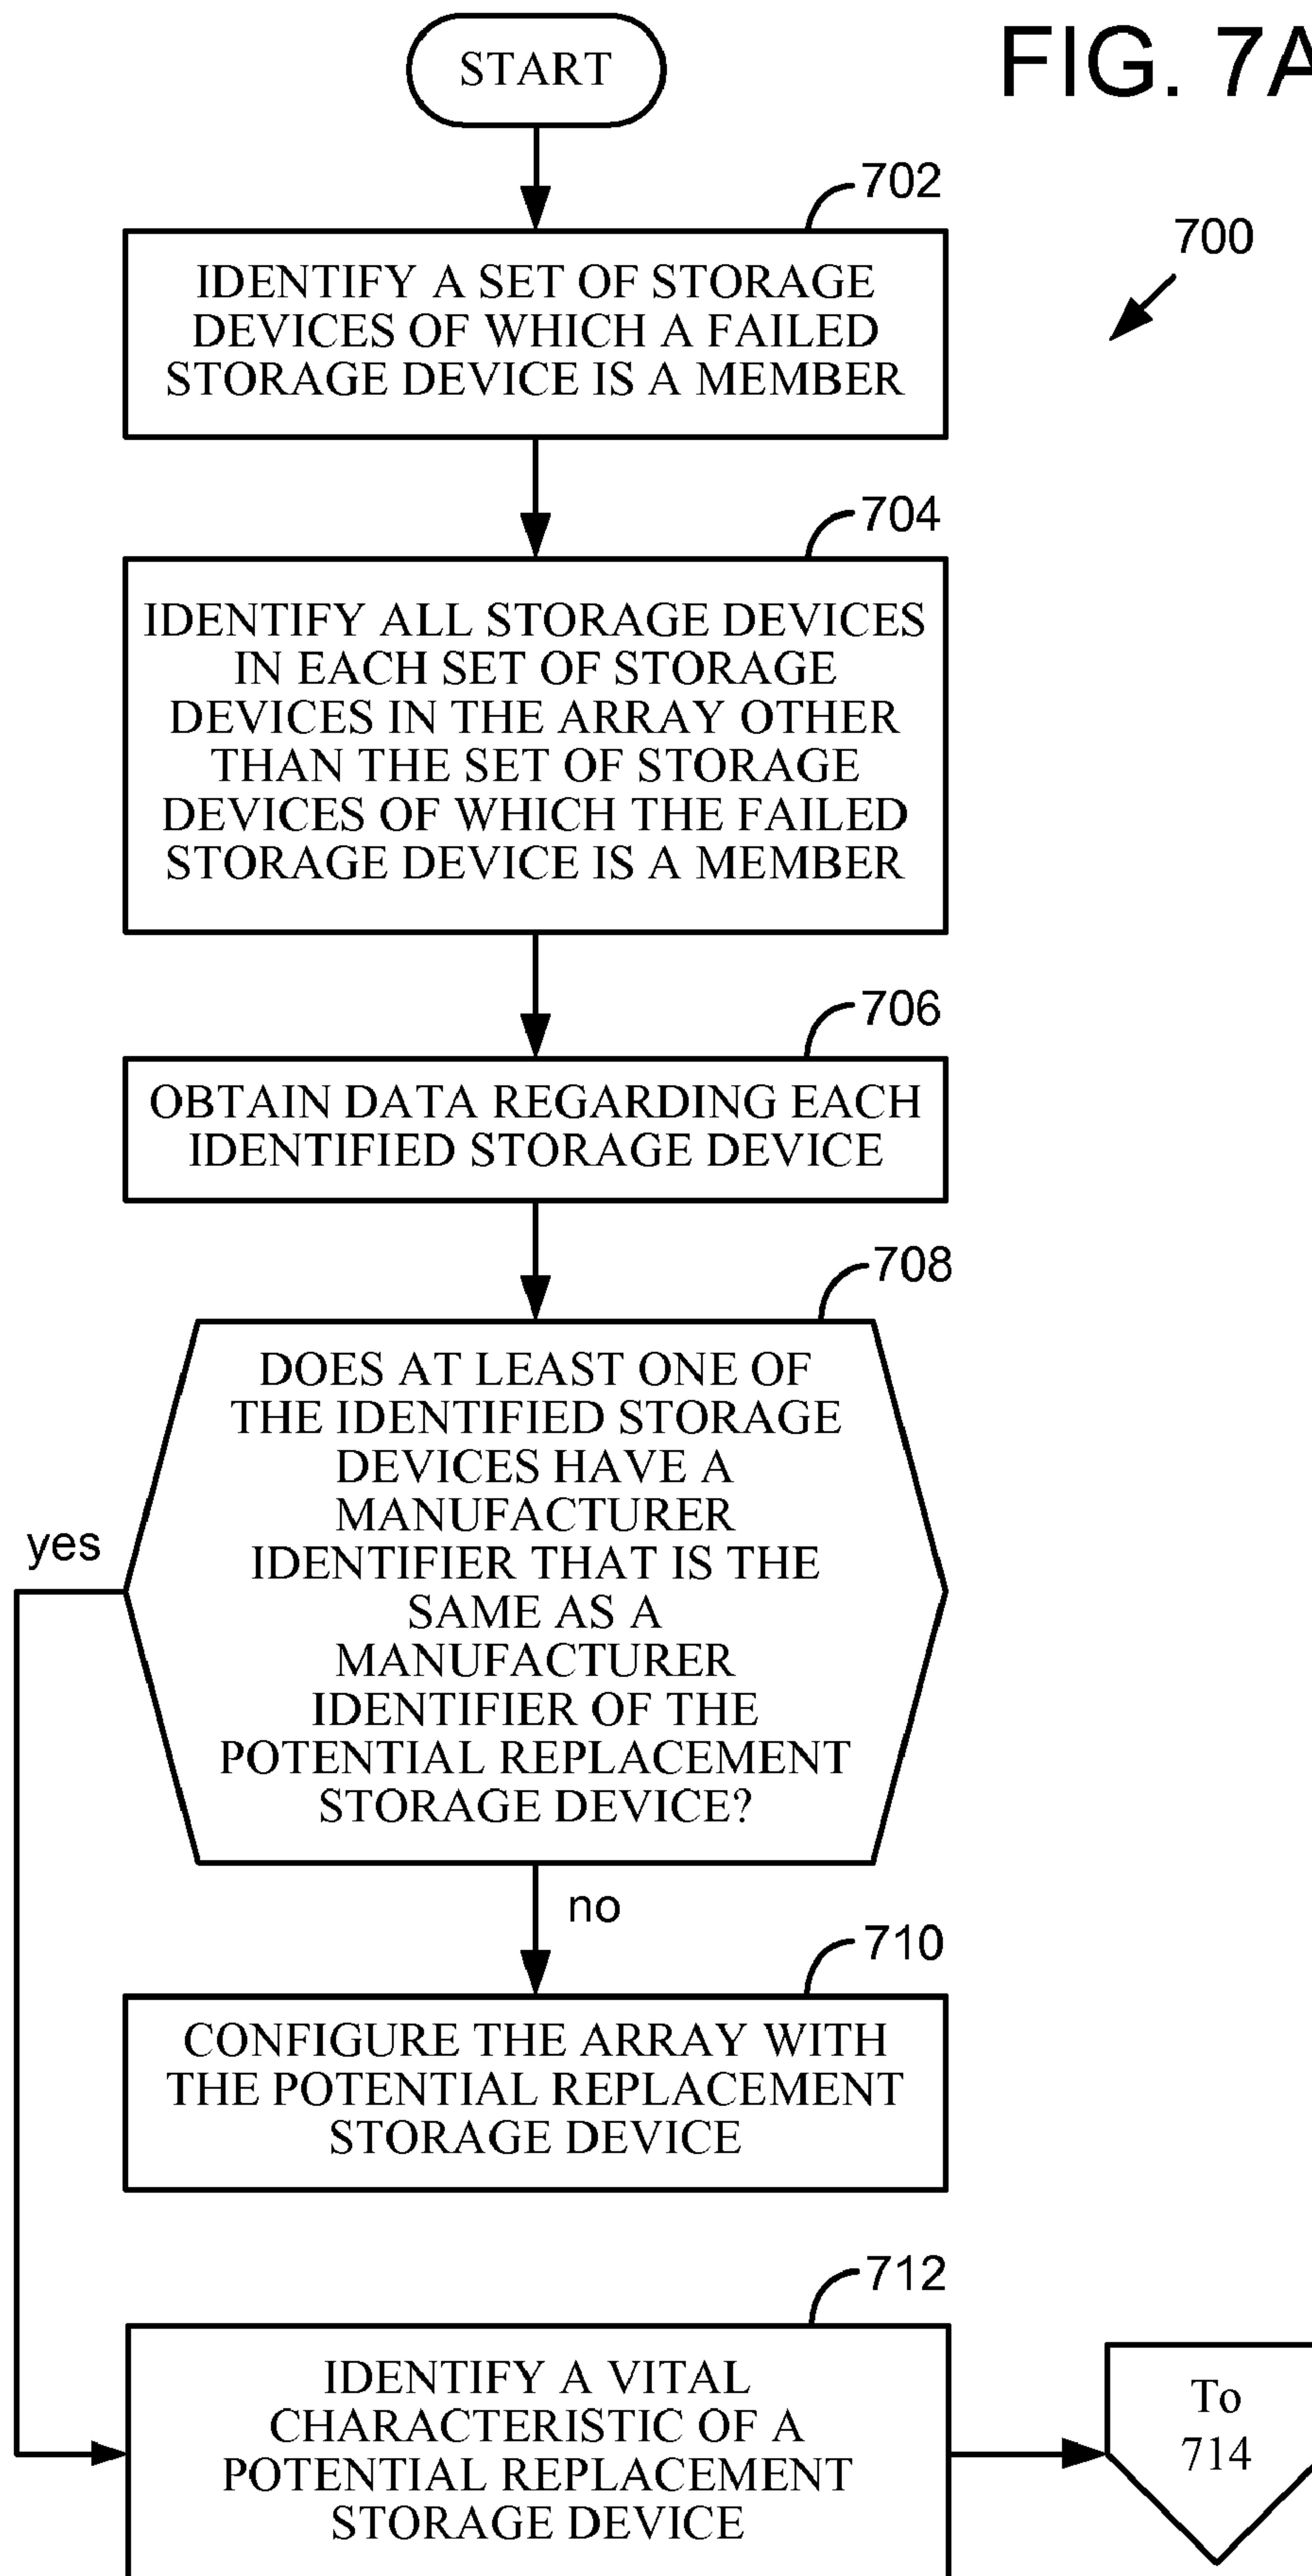 START
FIG. 7A
702
700
IDENTIFY A SET OF STORAGE
DEVICES OF WHICH A FAILED
STORAGE DEVICE IS A MEMBER
704
IDENTIFY ALL STORAGE DEVICES
IN EACH SET OF STORAGE
DEVICES IN THE ARRAY OTHER
THAN THE SET OF STORAGE
DEVICES OF WHICH THE FAILED
STORAGE DEVICE IS A MEMBER
706
OBTAIN DATA REGARDING EACH
IDENTIFIED STORAGE DEVICE
708
DOES AT LEAST ONE OF
THE IDENTIFIED STORAGE
DEVICES HAVE A
MANUFACTURER
IDENTIFIER THAT IS THE
SAME AS A
MANUFACTURER
IDENTIFIER OF THE
POTENTIAL REPLACEMENT
STORAGE DEVICE?
yes
no
710
CONFIGURE THE ARRAY WITH
THE POTENTIAL REPLACEMENT
STORAGE DEVICE
712
IDENTIFY A VITAL
CHARACTERISTIC OF A
POTENTIAL REPLACEMENT
STORAGE DEVICE
To
714